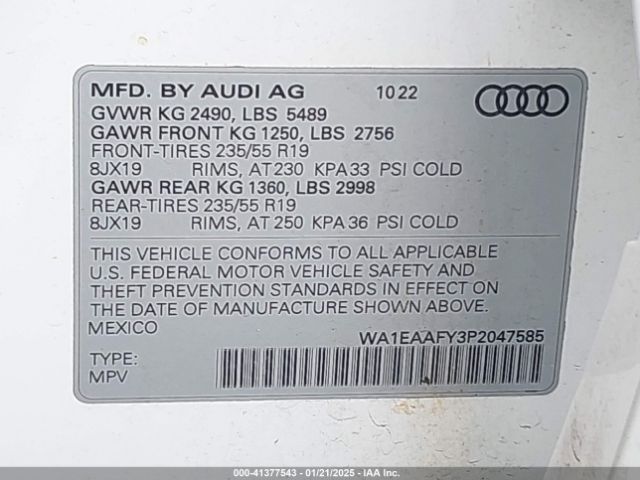 MFD. BY AUDI AG 10 22
GVWR KG 2490, LBS 5489
GAWR FRONT KG 1250, LBS 2756
FRONT-TIRES 235/55 R19
8JX19 RIMS, AT 230 KPA 33 PSI COLD
GAWR REAR KG 1360, LBS 2998
REAR-TIRES 235/55 R19
8JX19 RIMS, AT 250 KPA 36 PSI COLD
THIS VEHICLE CONFORMS TO ALL APPLICABLE
U.S. FEDERAL MOTOR VEHICLE SAFETY AND
THEFT PREVENTION STANDARDS IN EFFECT ON
THE DATE OF MANUFACTURE SHOWN ABOVE.
MEXICO
WA1EAAFY3P2047585
TYPE:
MPV
000-41377543 - 01/21/2025 - IAAI.COM